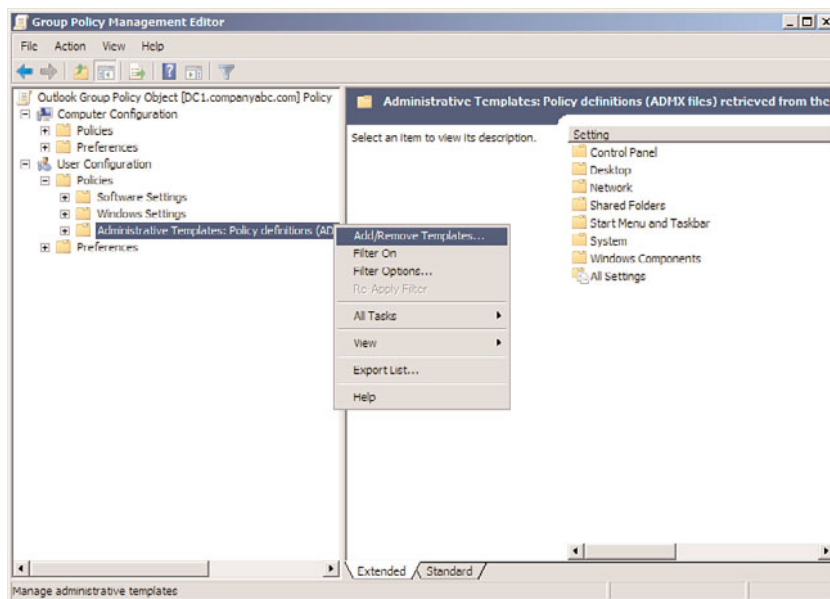 Group Policy Management Editor
File Action View Help
Outlook Group Policy Object [DC1.companyabc.com] Policy
Computer Configuration
Policies
Preferences
User Configuration
Policies
Software Settings
Windows Settings
Administrative Templates: Policy definitions (AD
Preferences
Administrative Templates: Policy definitions (ADMX files) retrieved from the
Select an item to view its description.
Setting
Control Panel
Desktop
Network
Shared Folders
Start Menu and Taskbar
System
Windows Components
All Settings
Add/Remove Templates...
Filter On
Filter Options...
Re-Apply Filter
All Tasks
View
Export List...
Help
Extended Standard
Manage administrative templates